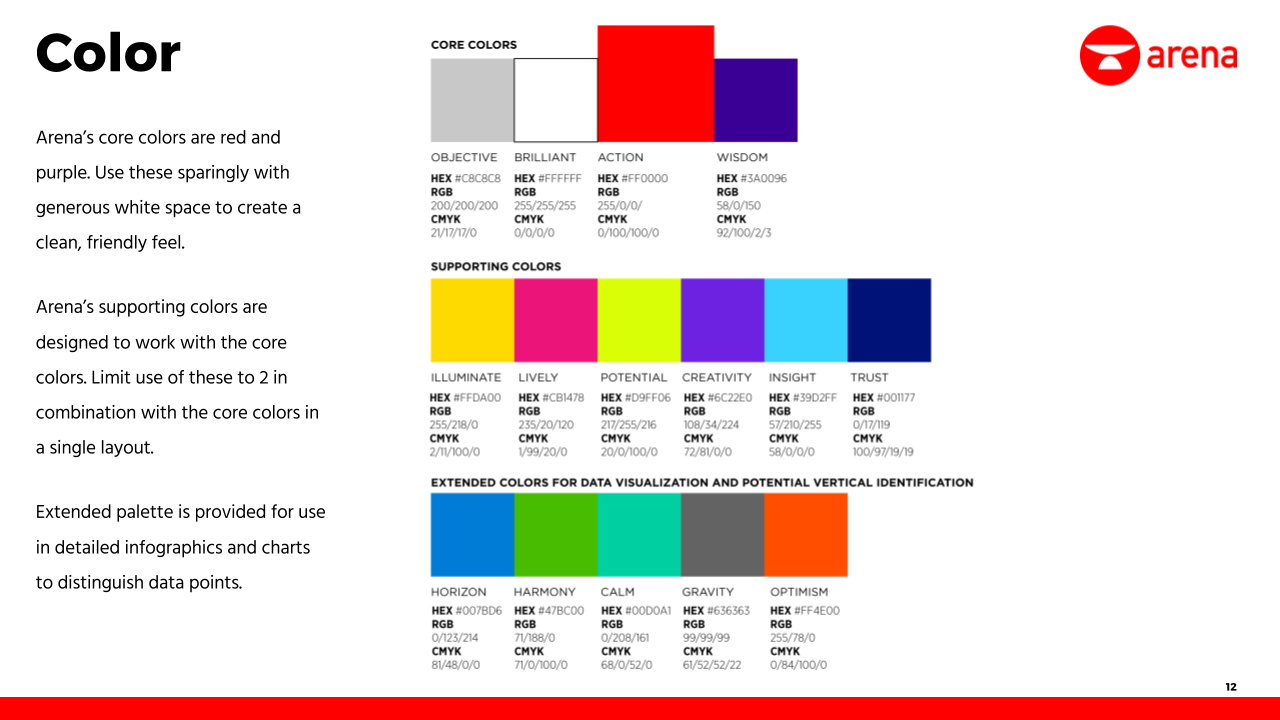 Color
arena
Arena's core colors are red and
purple. Use these sparingly with
generous white space to create a
clean, friendly feel.
Arena's supporting colors are
designed to work with the core
colors. Limit use of these to 2 in
combination with the core colors in
a single layout.
Extended palette is provided for use
in detailed infographics and charts
to distinguish data points.
CORE COLORS
OBJECTIVE BRILLIANT ACTION WISDOM
HEX #C8C8C8 HEX #FFFFFF HEX #FF0000 HEX #3A0096
RGB RGB RGB RGB
200/200/200 255/255/255 255/0/0/ 58/0/150
CMYK CMYK CMYK CMYK
21/17/17/0 0/0/0/0 0/100/100/0 92/100/2/3
SUPPORTING COLORS
ILLUMINATE LIVELY POTENTIAL CREATIVITY INSIGHT TRUST
HEX #FFDA00 HEX #CB1478 HEX #D9FF06 HEX #6C22E0 HEX #39D2FF HEX #001177
RGB RGB RGB RGB RGB RGB
255/218/0 235/20/120 217/255/216 108/34/224 57/210/255 0/17/119
CMYK CMYK CMYK CMYK CMYK CMYK
2/11/100/0 1/99/20/0 20/0/100/0 72/81/0/0 58/0/0/0 100/97/19/19
EXTENDED COLORS FOR DATA VISUALIZATION AND POTENTIAL VERTICAL IDENTIFICATION
HORIZON HARMONY CALM GRAVITY OPTIMISM
HEX #007BD6 HEX #47BC00 HEX #00D0A1 HEX #636363 HEX #FF4E00
RGB RGB RGB RGB RGB
0/123/214 71/188/0 0/208/161 99/99/99 255/78/0
CMYK CMYK CMYK CMYK CMYK
81/48/0/0 71/0/100/0 68/0/52/0 61/52/52/22 0/84/100/0
12